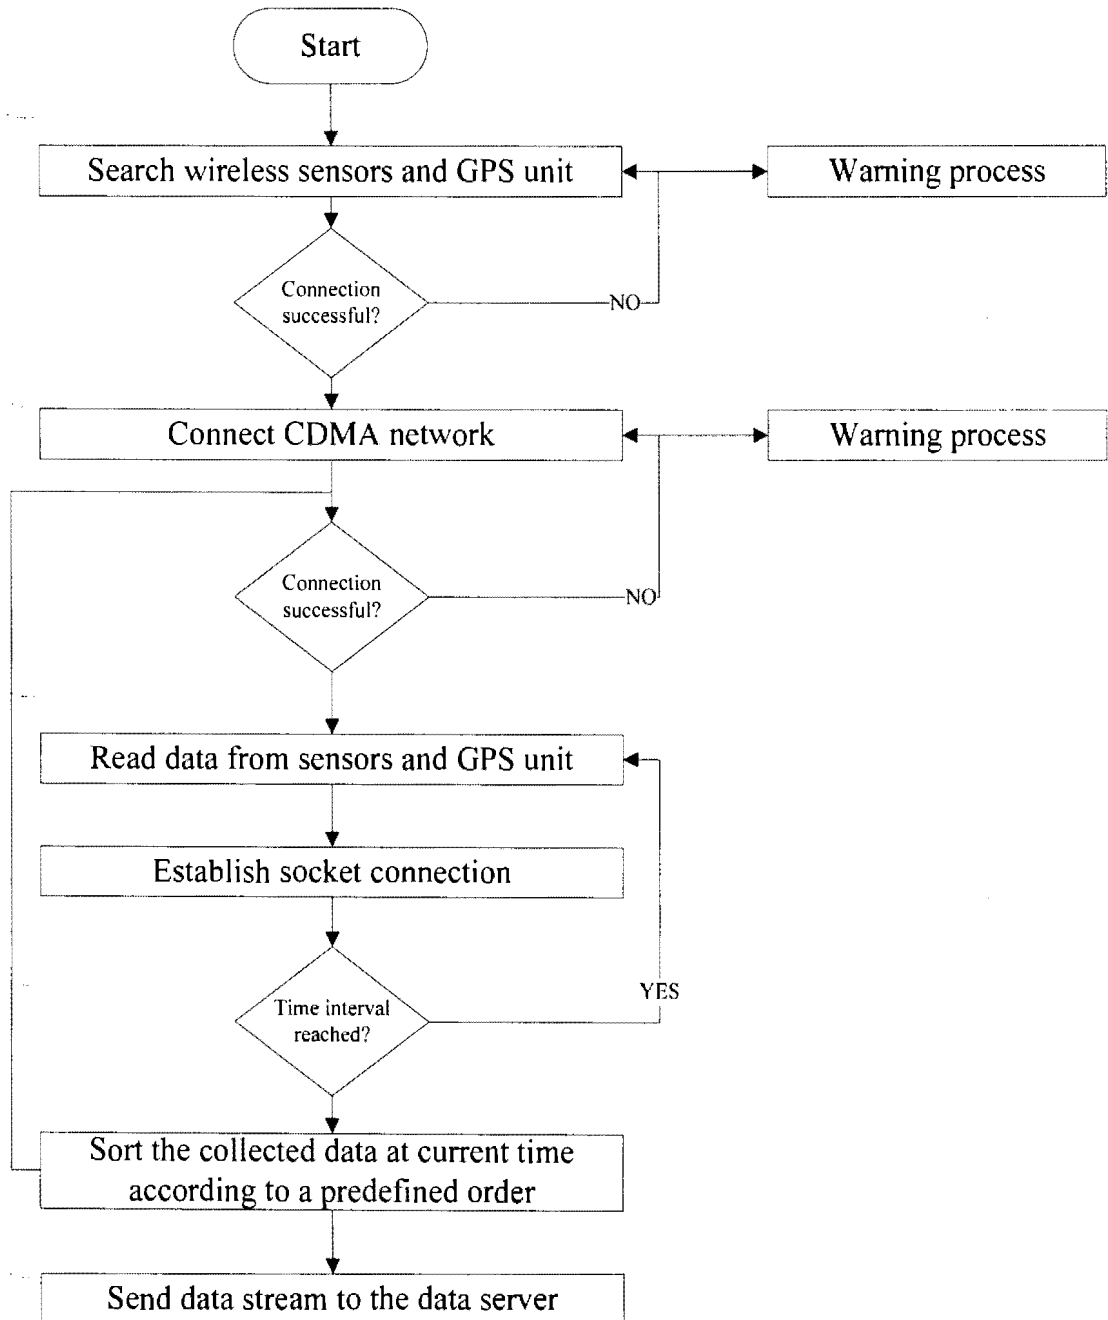 Start
Search wireless sensors and GPS unit
Warning process
Connection
successful?
NO
Connect CDMA network
Warning process
Connection
successful?
NO
Read data from sensors and GPS unit
Establish socket connection
YES
Time interval
reached?
Sort the collected data at current time
according to a predefined order
Send data stream to the data server